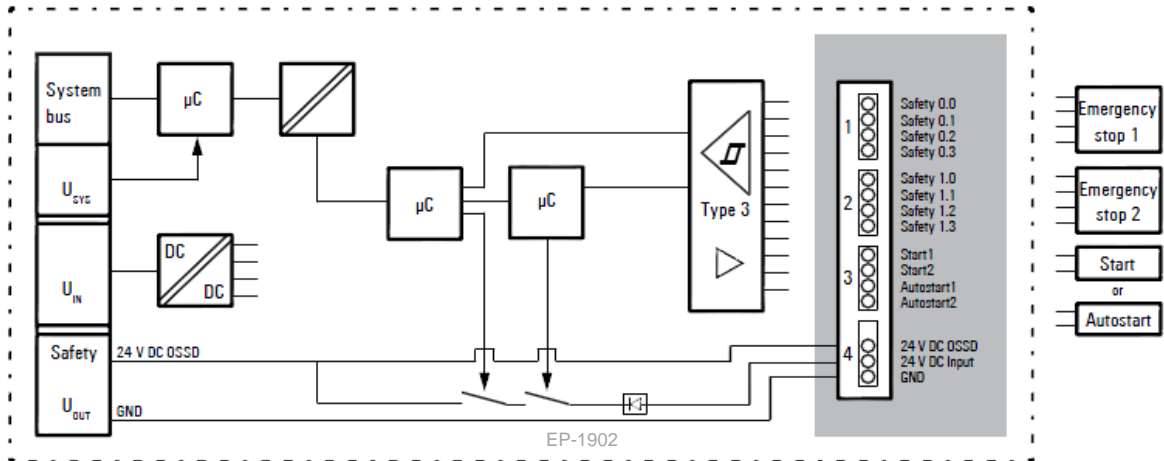 System
bus
U SYS
U IN
Safety
U OUT
µC
DC
DC
µC
µC
Type 3
24 V DC OSSD
GND
EP-1902
1
Safety 0.0
Safety 0.1
Safety 0.2
Safety 0.3
2
Safety 1.0
Safety 1.1
Safety 1.2
Safety 1.3
3
Start1
Start2
Autostart1
Autostart2
4
24 V DC OSSD
24 V DC Input
GND
Emergency
stop 1
Emergency
stop 2
Start
or
Autostart